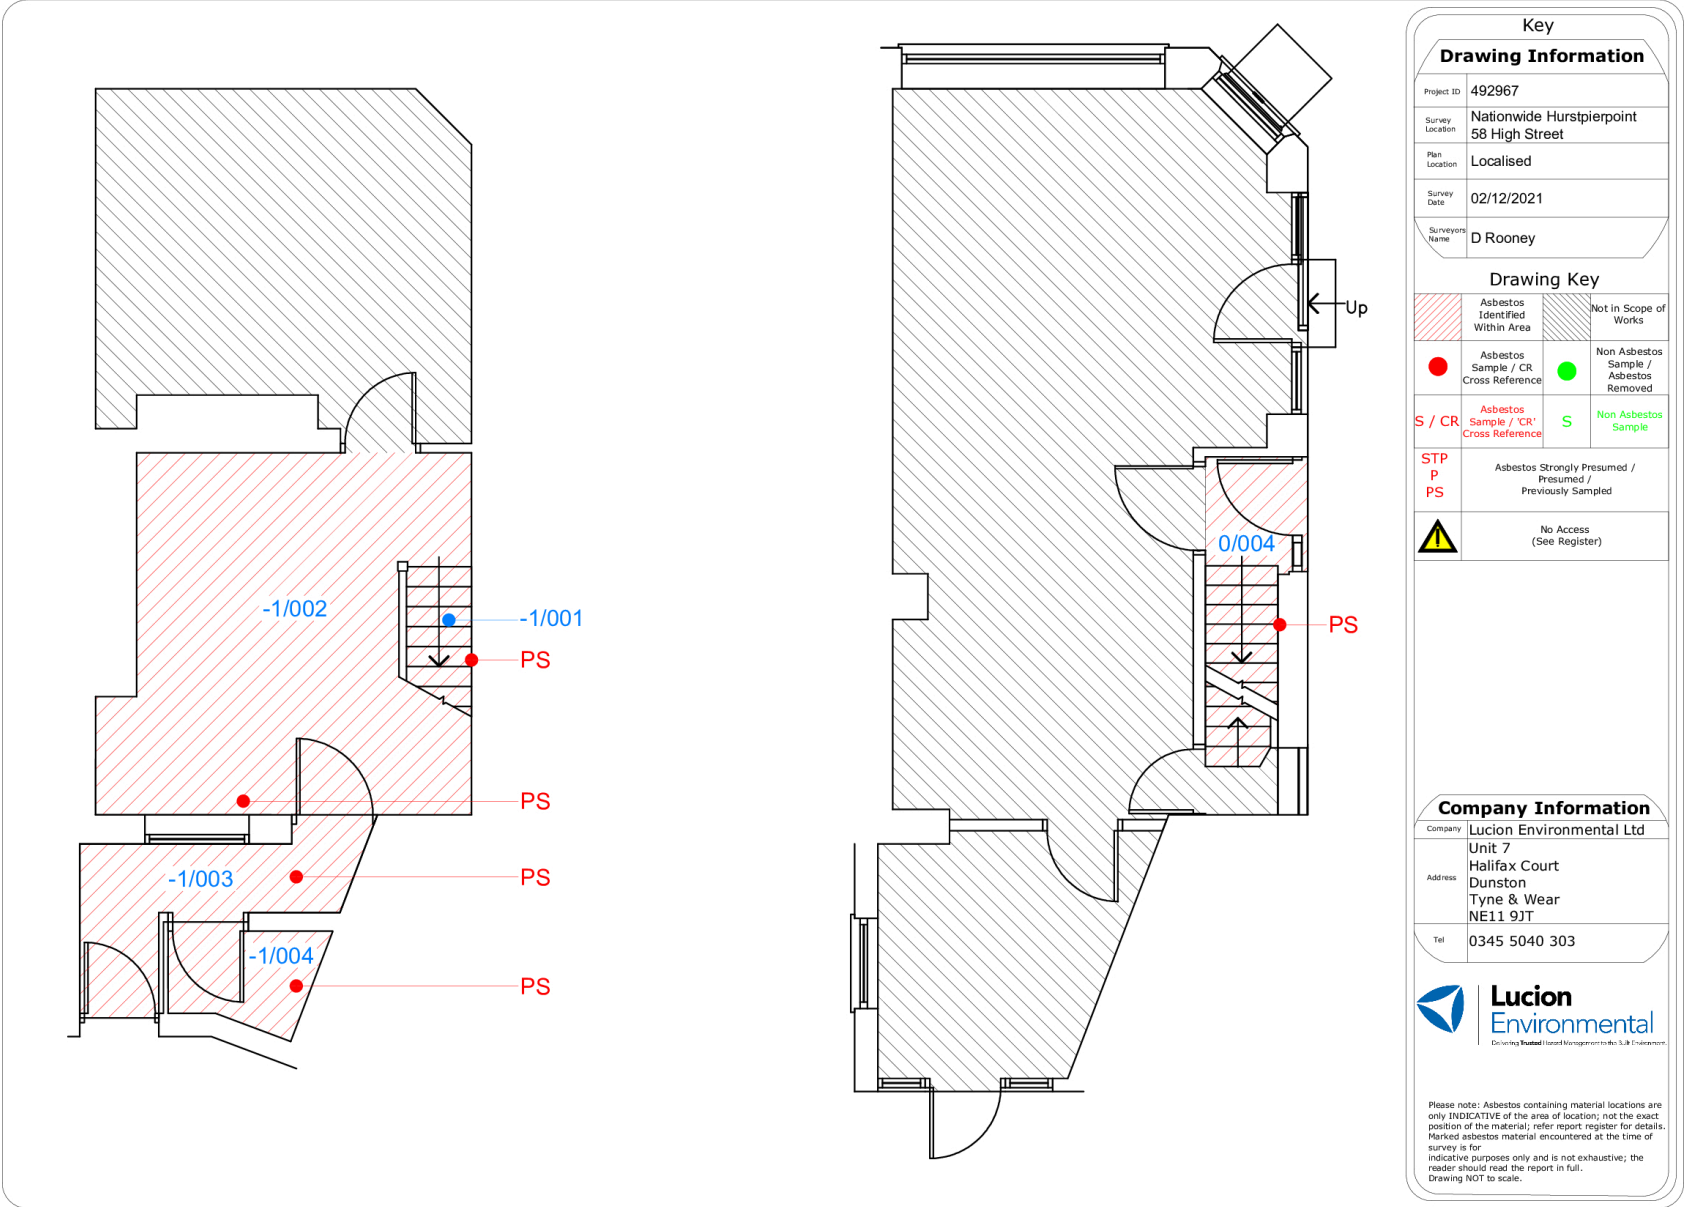 -1/002
-1/001
PS
PS
-1/003
PS
-1/004
PS
Up
0/004
PS
Key
Drawing Information
Project ID 492967
Survey
Location
Nationwide Hurstpierpoint
58 High Street
Plan
Location
Localised
Survey
Date
02/12/2021
Surveyors
Name
D Rooney
Drawing Key
Asbestos
Identified
Within Area
Not in Scope of
Works
Asbestos
Sample / CR
Cross Reference
Non Asbestos
Sample /
Asbestos
Removed
S / CR
Asbestos
Sample / 'CR'
Cross Reference
S
Non Asbestos
Sample
STP
P
PS
Asbestos Strongly Presumed /
Presumed /
Previously Sampled
No Access
(See Register)
Company Information
Company Lucion Environmental Ltd
Address
Unit 7
Halifax Court
Dunston
Tyne & Wear
NE11 9JT
Tel 0345 5040 303
Lucion
Environmental
Delivering Trusted Hazard Management to the Built Environment.
Please note: Asbestos containing material locations are
only INDICATIVE of the area of location; not the exact
position of the material; refer report register for details.
Marked asbestos material encountered at the time of
survey is for
indicative purposes only and is not exhaustive; the
reader should read the report in full.
Drawing NOT to scale.